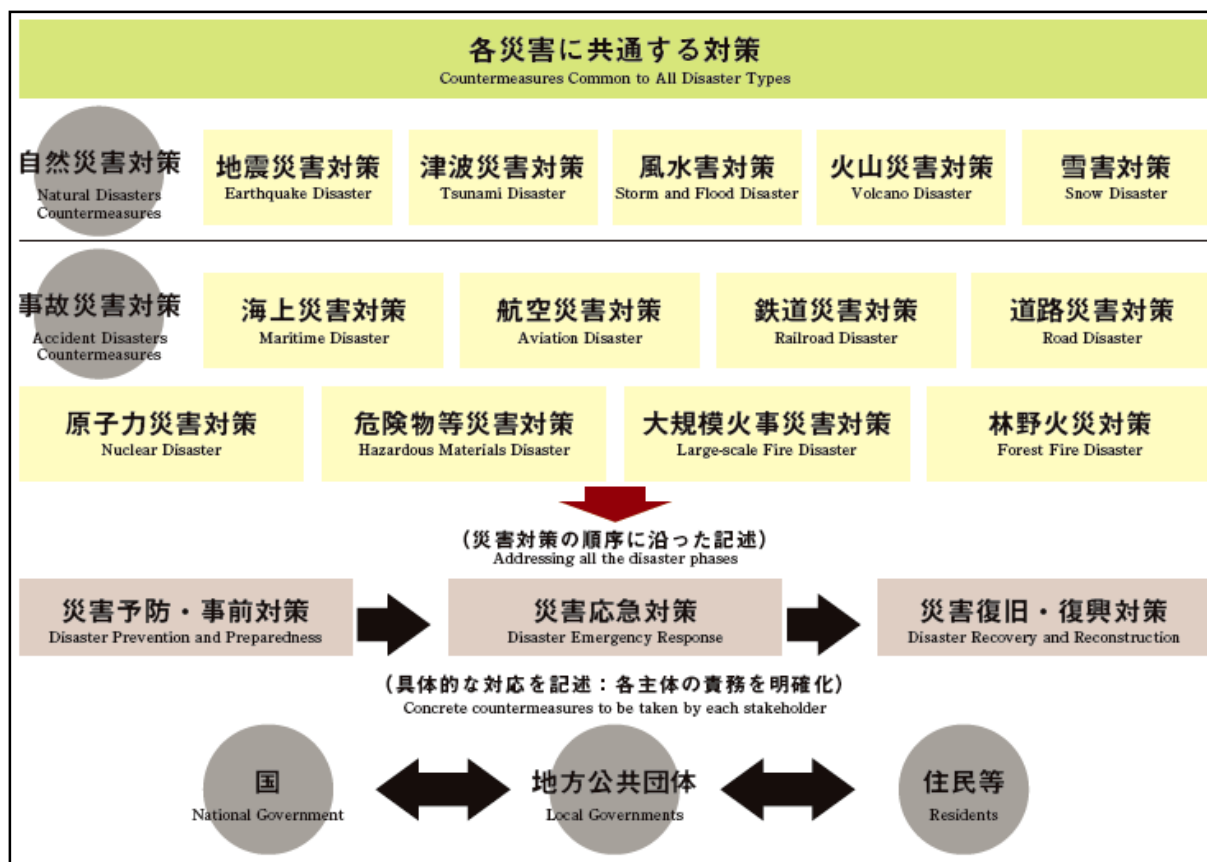 各災害に共通する対策
Countermeasures Common to All Disaster Types
自然災害対策
Natural Disasters
Countermeasures
地震災害対策
Earthquake Disaster
津波災害対策
Tsunami Disaster
風水害対策
Storm and Flood Disaster
火山災害対策
Volcano Disaster
雪害対策
Snow Disaster
事故災害対策
Accident Disasters
Countermeasures
海上災害対策
Maritime Disaster
航空災害対策
Aviation Disaster
鉄道災害対策
Railroad Disaster
道路災害対策
Road Disaster
原子力災害対策
Nuclear Disaster
危険物等災害対策
Hazardous Materials Disaster
大規模火事災害対策
Large-scale Fire Disaster
林野火災対策
Forest Fire Disaster
（災害対策の順序に沿った記述）
Addressing all the disaster phases
災害予防・事前対策
Disaster Prevention and Preparedness
災害応急対策
Disaster Emergency Response
災害復旧・復興対策
Disaster Recovery and Reconstruction
（具体的な対応を記述：各主体の責務を明確化）
Concrete countermeasures to be taken by each stakeholder
国
National Government
地方公共団体
Local Governments
住民等
Residents